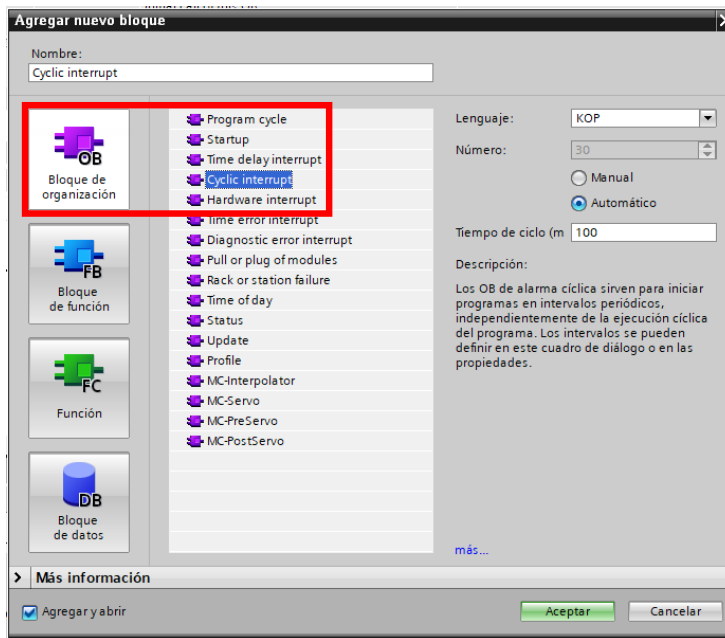 Agregar nuevo bloque
Nombre:
Cyclic interrupt
OB
Bloque de
organización
FB
Bloque
de función
FC
Función
DB
Bloque
de datos
Program cycle
Startup
Time delay interrupt
Cyclic interrupt
Hardware interrupt
Time error interrupt
Diagnostic error interrupt
Pull or plug of modules
Rack or station failure
Time of day
Status
Update
Profile
MC-Interpolator
MC-Servo
MC-PreServo
MC-PostServo
Lenguaje: KOP
Número: 30
Manual
Automático
Tiempo de ciclo (m 100
Descripción:
Los OB de alarma cíclica sirven para iniciar
programas en intervalos periódicos,
independientemente de la ejecución cíclica
del programa. Los intervalos se pueden
definir en este cuadro de diálogo o en las
propiedades.
más...
Más información
Agregar y abrir
Aceptar Cancelar